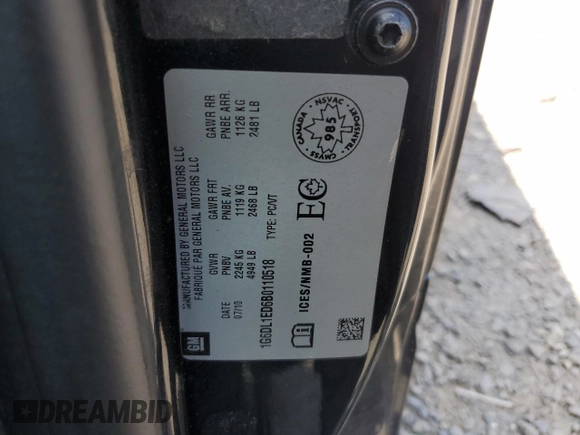 MANUFACTURED BY GENERAL MOTORS LLC
FABRIQUÉ PAR GENERAL MOTORS LLC
GM
DATE
07/10
GVWR
PNBV
2245 KG
4949 LB
GAWR FRT
PNBE AV.
1119 KG
2468 LB
GAWR RR
PNBE ARR.
1126 KG
2481 LB
1G6DL1ED6B0110518
TYPE: PC/VT
ICES/NMB-002
EC
CANADA NSVAC TRANSPORT CMVSS
985
DREAMBID